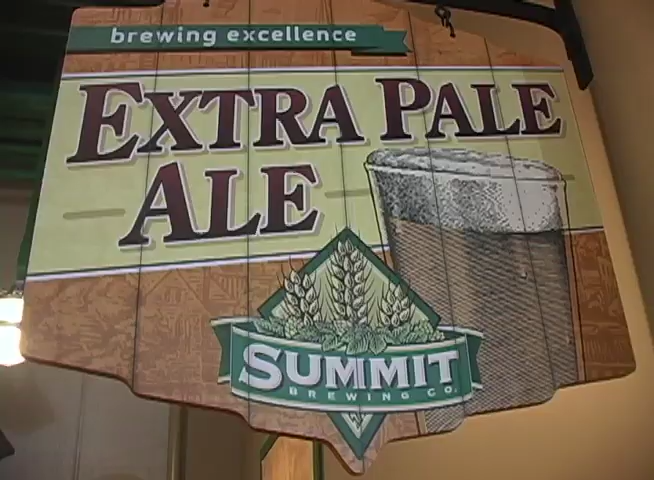 brewing excellence
EXTRA PALE
ALE
SUMMIT
BREWING CO.